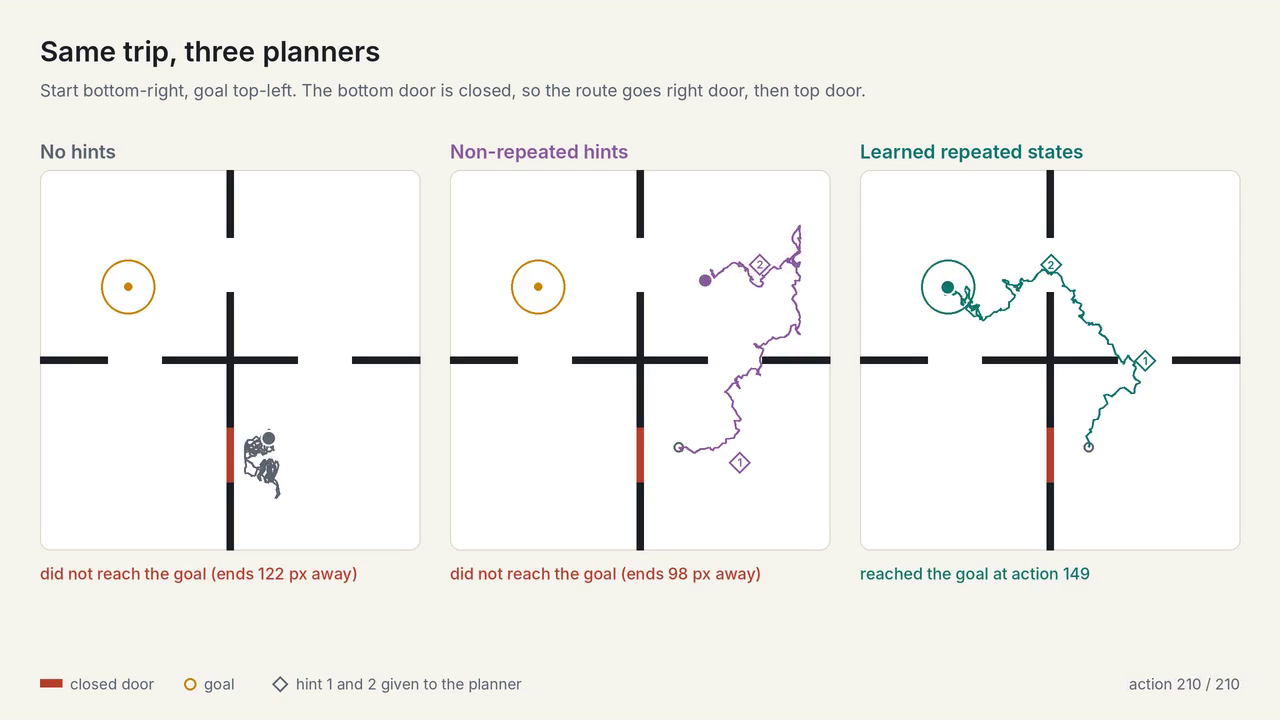 Same trip, three planners
Start bottom-right, goal top-left. The bottom door is closed, so the route goes right door, then top door.
No hints
Non-repeated hints
Learned repeated states
2
1
2
1
did not reach the goal (ends 122 px away)
did not reach the goal (ends 98 px away)
reached the goal at action 149
closed door
goal
hint 1 and 2 given to the planner
action 210 / 210